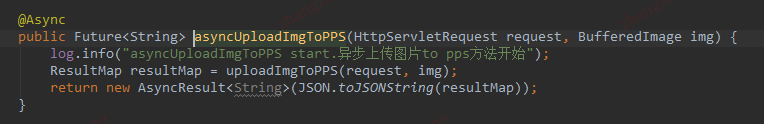 @Async
public Future<String> asyncUploadImgToPPS(HttpServletRequest request, BufferedImage img) {
log.info("asyncUploadImgToPPS start.异步上传图片to pps方法开始");
ResultMap resultMap = uploadImgToPPS(request, img);
return new AsyncResult<String>(JSON.toJSONString(resultMap));
}